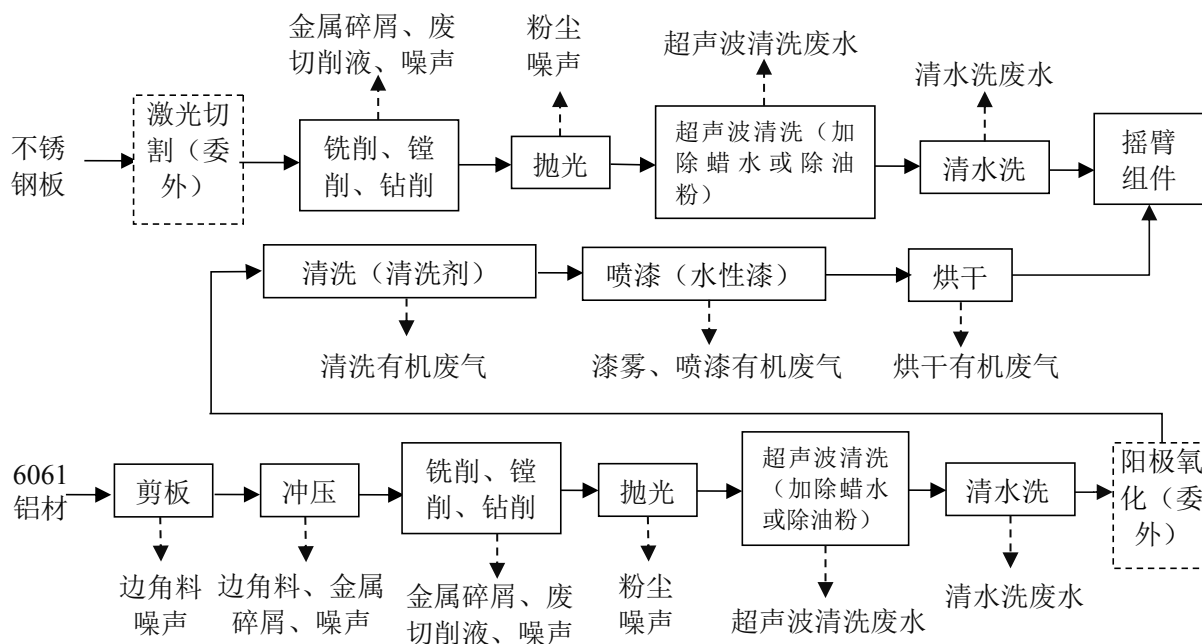 金属碎屑、废
切削液、噪声
粉尘
噪声
超声波清洗废水
清水洗废水
不锈
钢板
激光切
割（委
外）
铣削、镗
削、钻削
抛光
超声波清洗（加
除蜡水或除油
粉）
清水洗
摇臂
组件
清洗（清洗剂）
喷漆（水性漆）
烘干
清洗有机废气
漆雾、喷漆有机废气
烘干有机废气
6061
铝材
剪板
冲压
铣削、镗
削、钻削
抛光
超声波清洗
（加除蜡水
或除油粉）
清水洗
阳极氧
化（委
外）
边角料
噪声
边角料、金属
碎屑、噪声
金属碎屑、废
切削液、噪声
粉尘
噪声
超声波清洗废水
清水洗废水